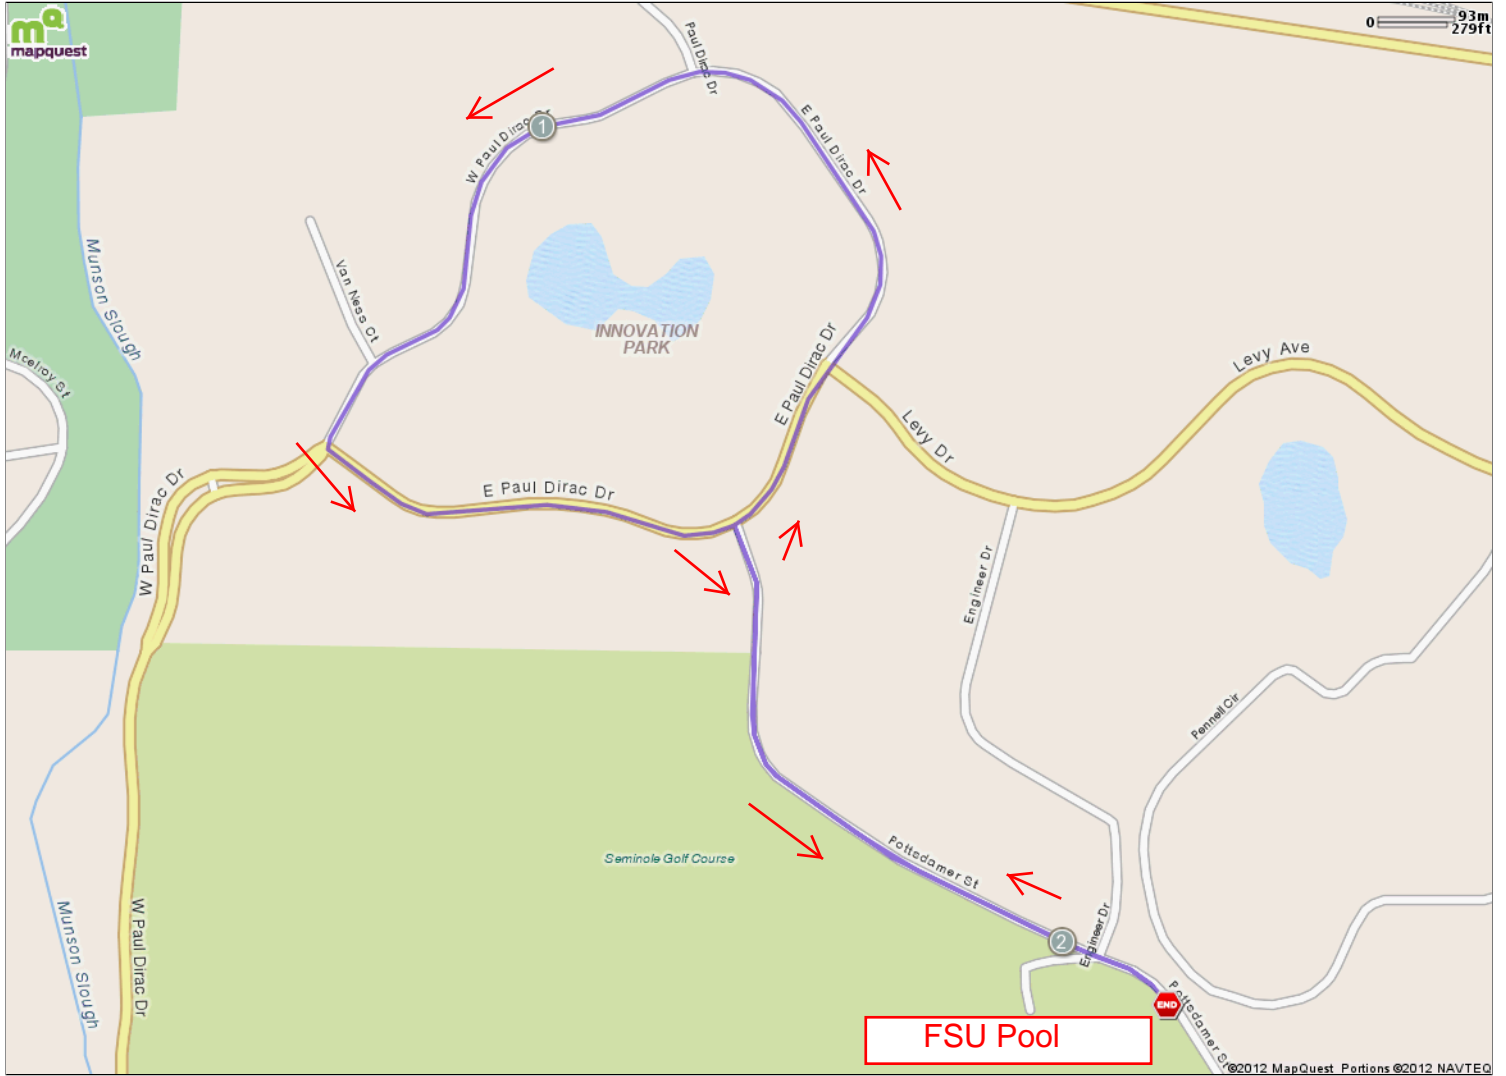 mapquest
0 93m
279ft
Paul Dirac Dr
E Paul Dirac Dr
W Paul Dirac Dr
1
Munson Slough
Van Ness Ct
INNOVATION
PARK
E Paul Dirac Dr
Levy Ave
Mcelroy St
Levy Dr
W Paul Dirac Dr
E Paul Dirac Dr
Engineer Dr
Pennell Cir
Seminole Golf Course
Pottsdamer St
Munson Slough
W Paul Dirac Dr
2
Engineer Dr
END
Pottsdamer St
FSU Pool
©2012 MapQuest Portions ©2012 NAVTEQ